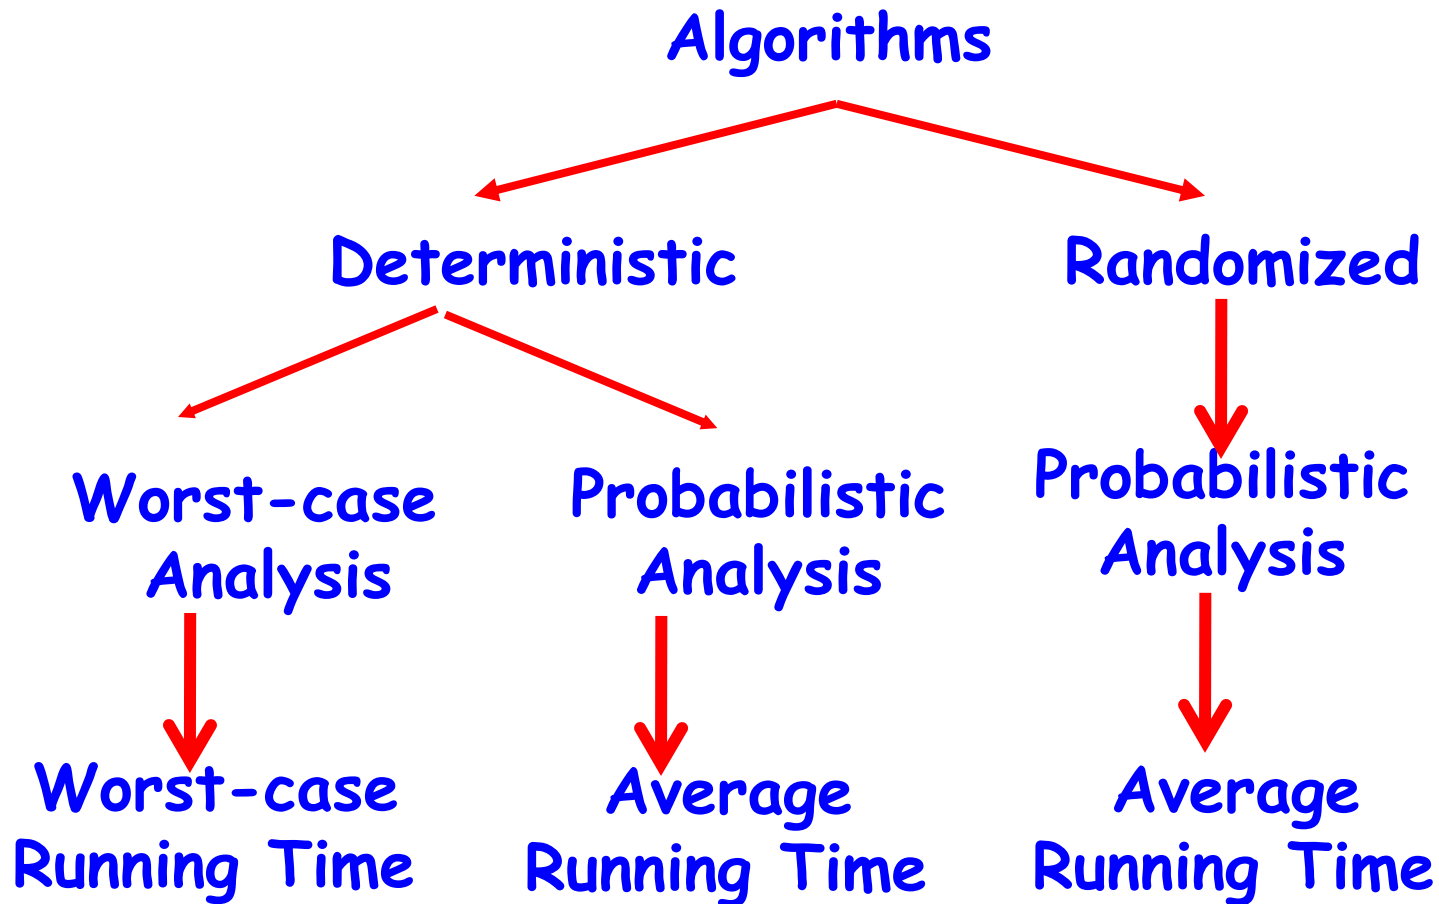 Algorithms
Deterministic
Randomized
Worst-case
Analysis
Probabilistic
Analysis
Probabilistic
Analysis
Worst-case
Running Time
Average
Running Time
Average
Running Time